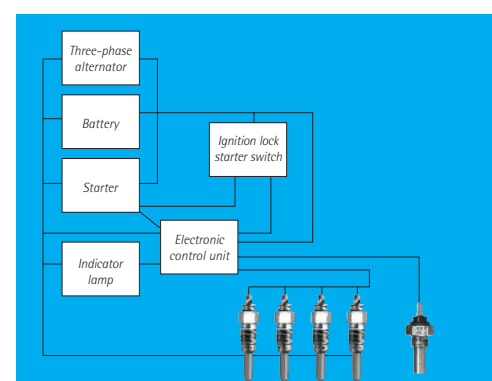 Three-phase
alternator
Battery
Ignition lock
starter switch
Starter
Electronic
control unit
Indicator
lamp